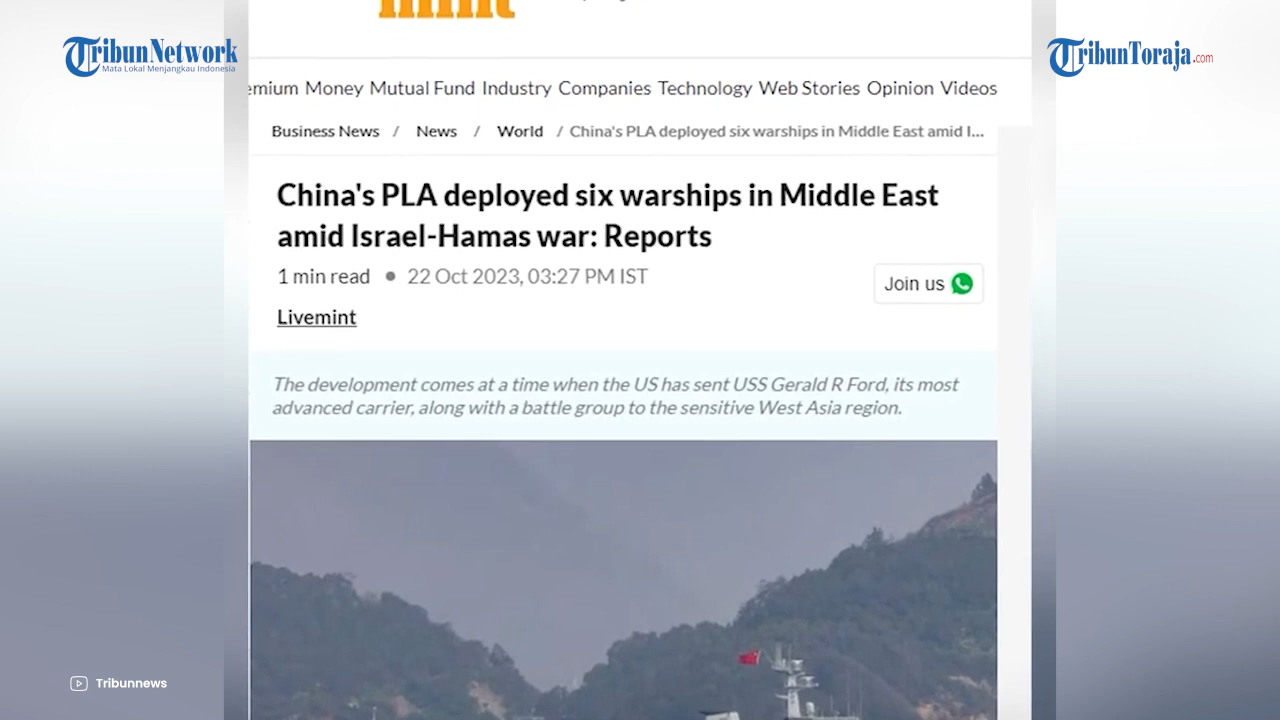 TribunNetwork
Mata Lokal Menjangkau Indonesia
TribunToraja.com
mint
emium Money Mutual Fund Industry Companies Technology Web Stories Opinion Videos
Business News / News / World / China's PLA deployed six warships in Middle East amid I...
China's PLA deployed six warships in Middle East
amid Israel-Hamas war: Reports
1 min read • 22 Oct 2023, 03:27 PM IST
Join us
Livemint
The development comes at a time when the US has sent USS Gerald R Ford, its most
advanced carrier, along with a battle group to the sensitive West Asia region.
Tribunnews